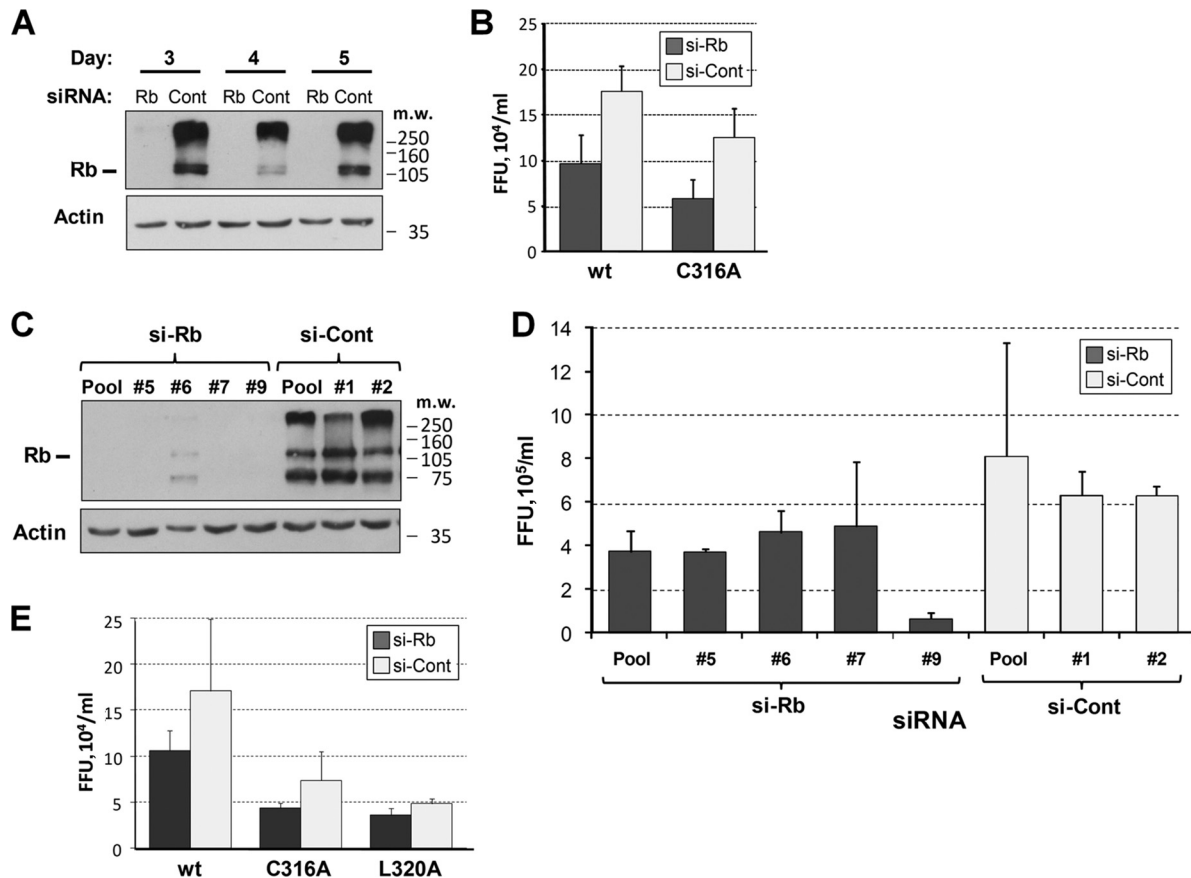 A
Day: 3 4 5
siRNA: Rb Cont Rb Cont Rb Cont
m.w.
250
160
Rb 105
Actin
35
B
25
20
15
10
5
0
FFU, 10⁴/ml
si-Rb
si-Cont
wt C316A
C
si-Rb si-Cont
Pool #5 #6 #7 #9 Pool #1 #2
m.w.
250
160
Rb 105
75
Actin
35
D
14
12
10
8
6
4
2
0
FFU, 10⁵/ml
si-Rb
si-Cont
Pool #5 #6 #7 #9 Pool #1 #2
si-Rb si-Cont
siRNA
E
25
20
15
10
5
0
FFU, 10⁴/ml
si-Rb
si-Cont
wt C316A L320A